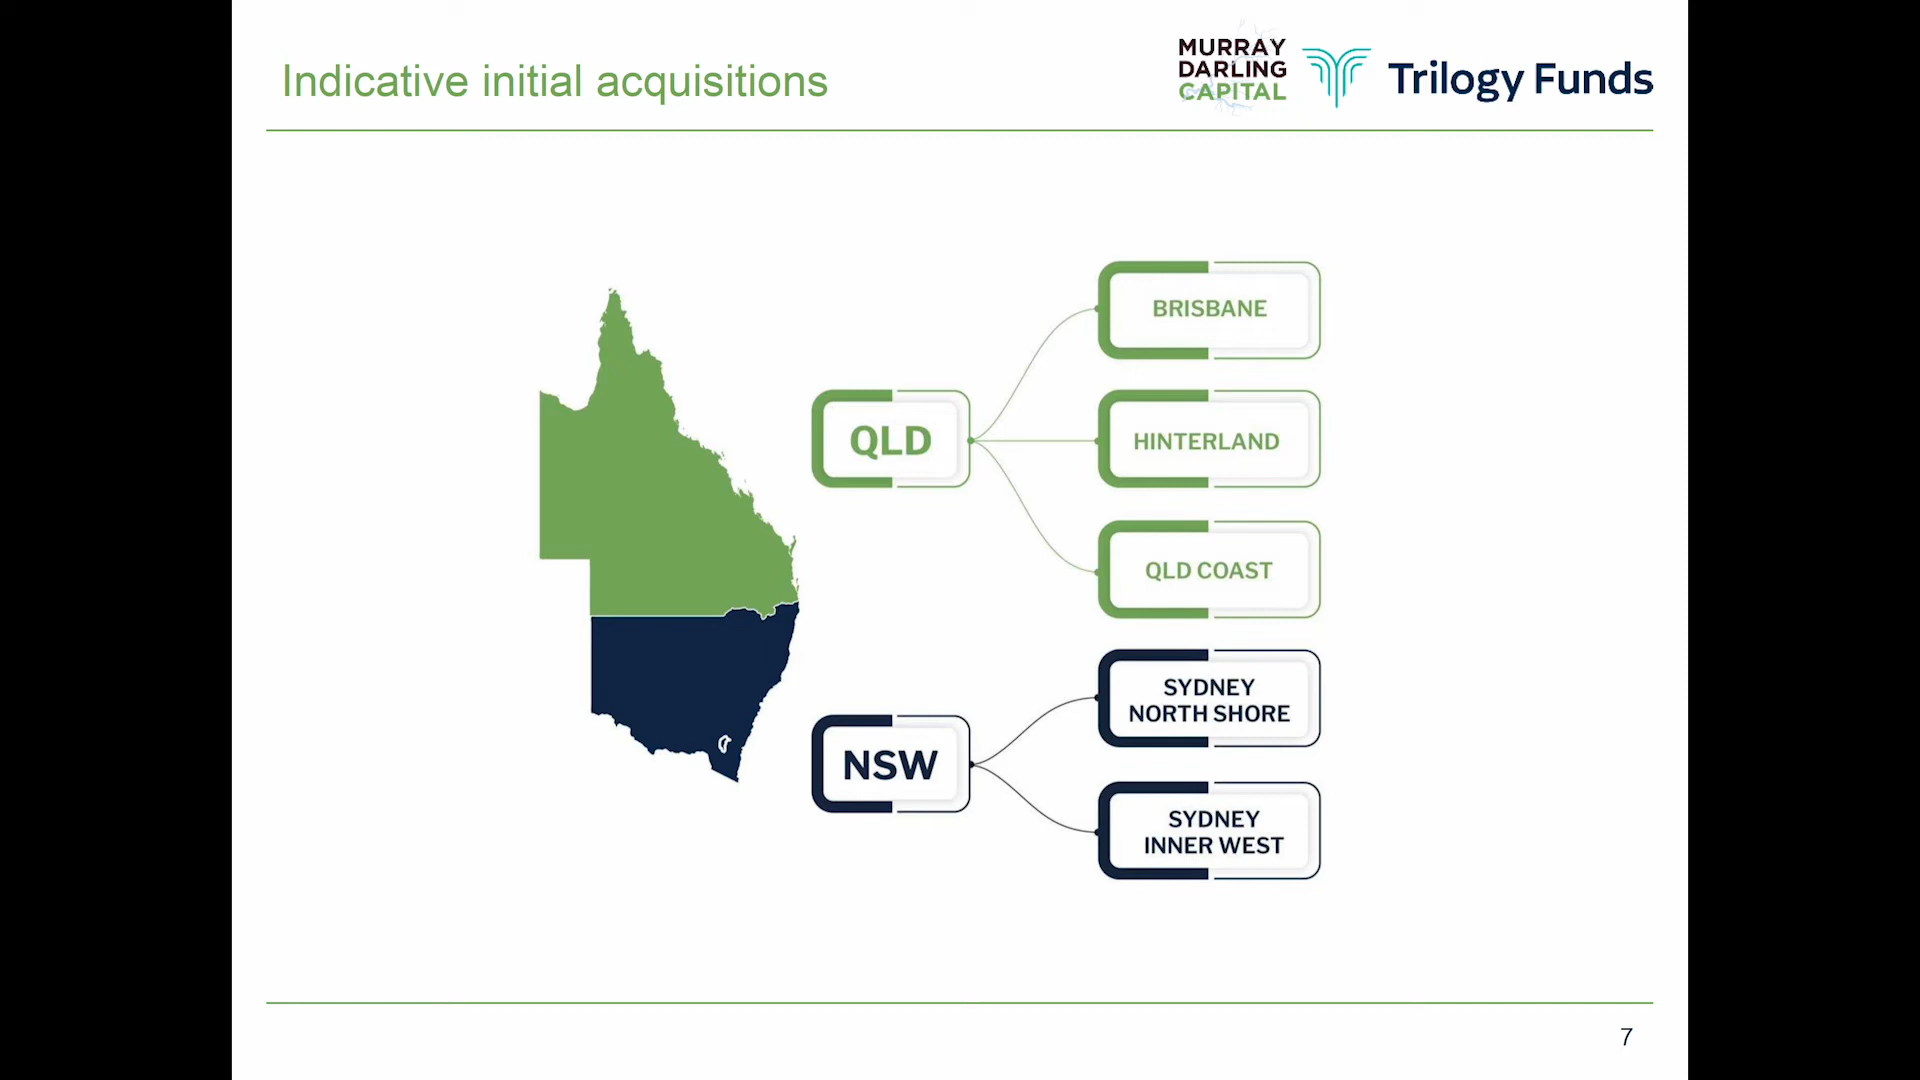 Indicative initial acquisitions
MURRAY
DARLING
CAPITAL
Trilogy Funds
QLD
BRISBANE
HINTERLAND
QLD COAST
NSW
SYDNEY
NORTH SHORE
SYDNEY
INNER WEST
7